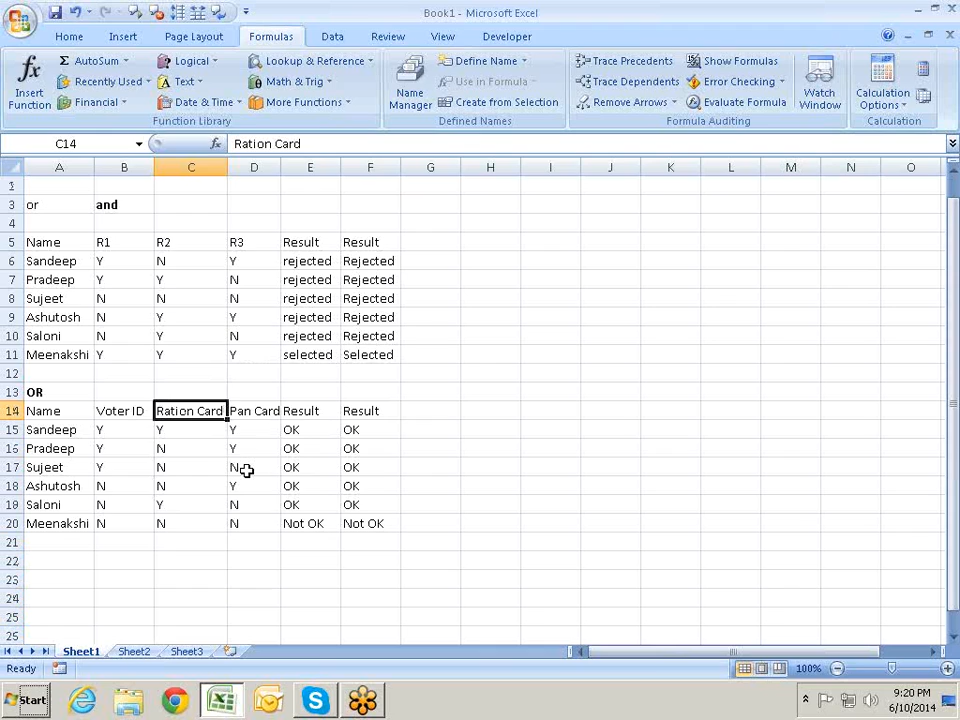 Book1 - Microsoft Excel
Home Insert Page Layout Formulas Data Review View Developer
Insert Function
Σ AutoSum
Recently Used
Financial
Logical
Text
Date & Time
Lookup & Reference
Math & Trig
More Functions
Function Library
Name Manager
Define Name
Use in Formula
Create from Selection
Defined Names
Trace Precedents
Trace Dependents
Remove Arrows
Show Formulas
Error Checking
Evaluate Formula
Formula Auditing
Watch Window
Calculation Options
Calculation
C14 fx Ration Card
A B C D E F G H I J K L M N O
1
3 or and
4
5 Name R1 R2 R3 Result Result
6 Sandeep Y N Y rejected Rejected
7 Pradeep Y Y N rejected Rejected
8 Sujeet N N N rejected Rejected
9 Ashutosh N Y Y rejected Rejected
10 Saloni N Y N rejected Rejected
11 Meenakshi Y Y Y selected Selected
12
13 OR
14 Name Voter ID Ration Card Pan Card Result Result
15 Sandeep Y Y Y OK OK
16 Pradeep Y N Y OK OK
17 Sujeet Y N N OK OK
18 Ashutosh N N Y OK OK
19 Saloni N Y N OK OK
20 Meenakshi N N N Not OK Not OK
21
22
23
24
25
26
Sheet1 Sheet2 Sheet3
Ready 100%
Start 9:20 PM
6/10/2014